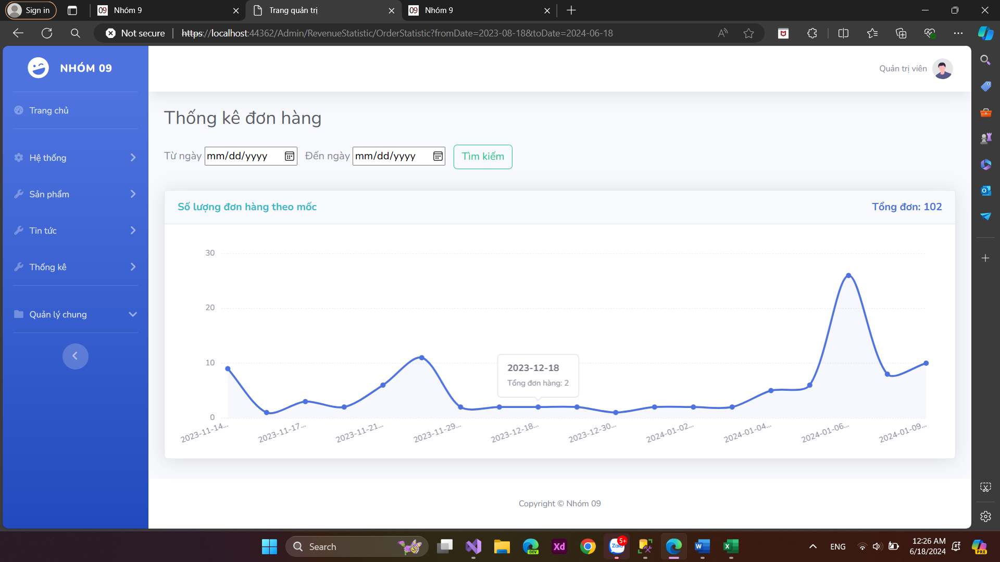 Sign in
Nhóm 9
Trang quản trị
Nhóm 9
Not secure
https://localhost:44362/Admin/RevenueStatistic/OrderStatistic?fromDate=2023-08-18&toDate=2024-06-18
NHÓM 09
Quản trị viên
Trang chủ
Hệ thống
Sản phẩm
Tin tức
Thống kê
Quản lý chung
Thống kê đơn hàng
Từ ngày mm/dd/yyyy Đến ngày mm/dd/yyyy Tìm kiếm
Số lượng đơn hàng theo mốc
Tổng đơn: 102
30
20
10
0
2023-12-18
Tổng đơn hàng: 2
2023-11-14...
2023-11-17...
2023-11-21...
2023-11-29...
2023-12-18...
2023-12-30...
2024-01-02...
2024-01-04...
2024-01-06...
2024-01-09...
Copyright © Nhóm 09
Search
DEV
Xd
Zalo
5+
W
X
ENG
12:26 AM
6/18/2024
PRE